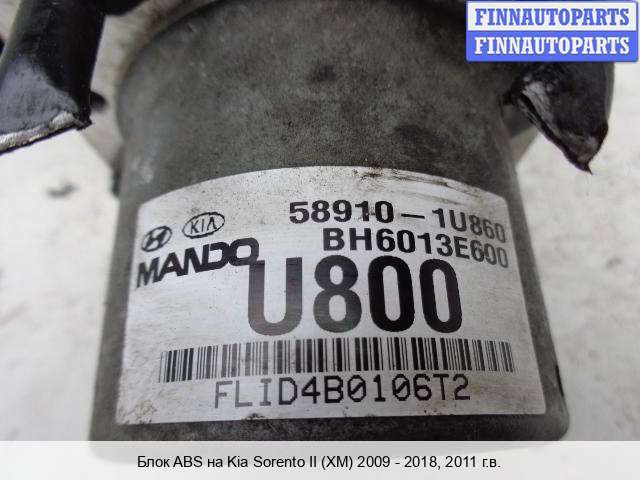 FINNAUTOPARTS
FINNAUTOPARTS
58910-1U860
KIA
BH6013E600
MANDO
U800
FLID4B0106T2
Блок ABS на Kia Sorento II (XM) 2009 - 2018, 2011 г.в.